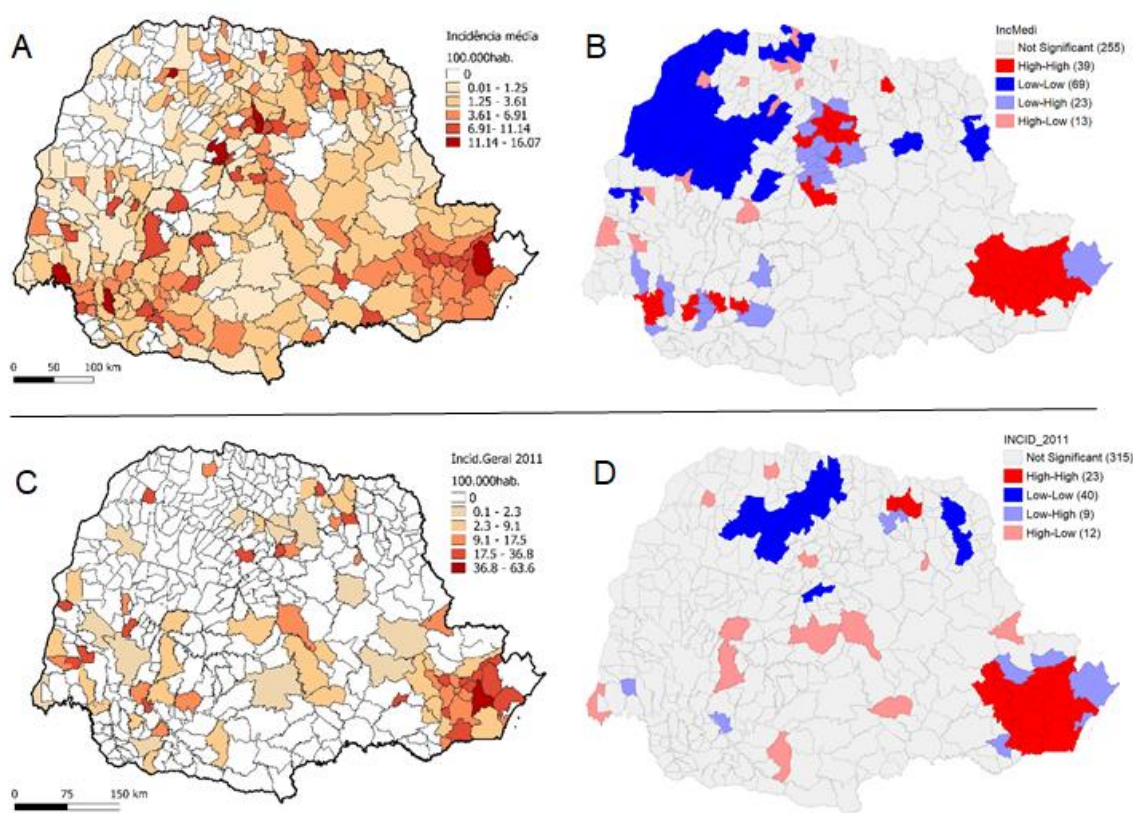 A
Incidência média
100.000hab.
0
0.01 - 1.25
1.25 - 3.61
3.61 - 6.91
6.91- 11.14
11.14 - 16.07
0 50 100 km
B
IncMedi
Not Significant (255)
High-High (39)
Low-Low (69)
Low-High (23)
High-Low (13)
C
Incid.Geral 2011
100.000hab.
0
0.1 - 2.3
2.3 - 9.1
9.1 - 17.5
17.5 - 36.8
36.8 - 63.6
0 75 150 km
D
INCID_2011
Not Significant (315)
High-High (23)
Low-Low (40)
Low-High (9)
High-Low (12)